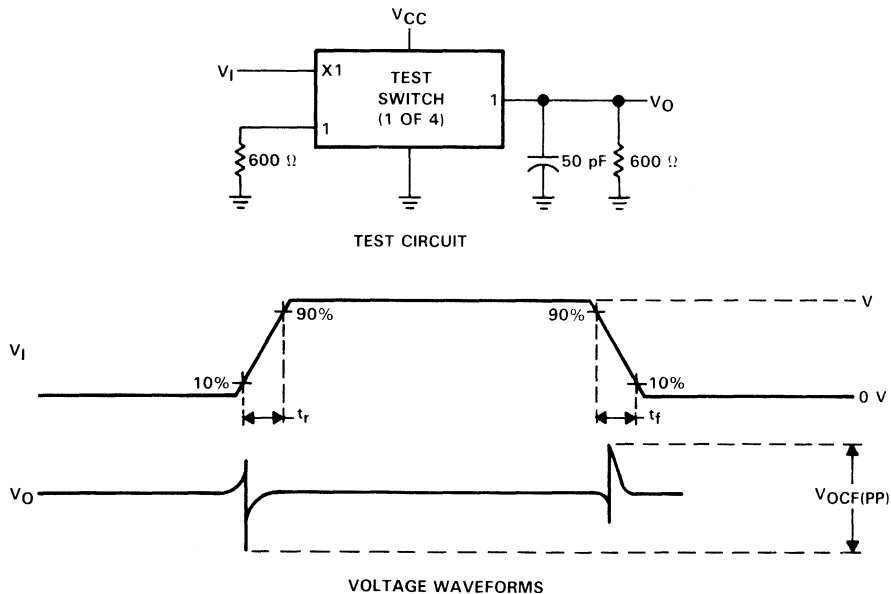 VCC
VI
X1
TEST
SWITCH
(1 OF 4)
1
VO
1
600 Ω
50 pF
600 Ω
TEST CIRCUIT
V
90%
90%
VI
10%
10%
0 V
tr
tf
VO
VOCF(PP)
VOLTAGE WAVEFORMS